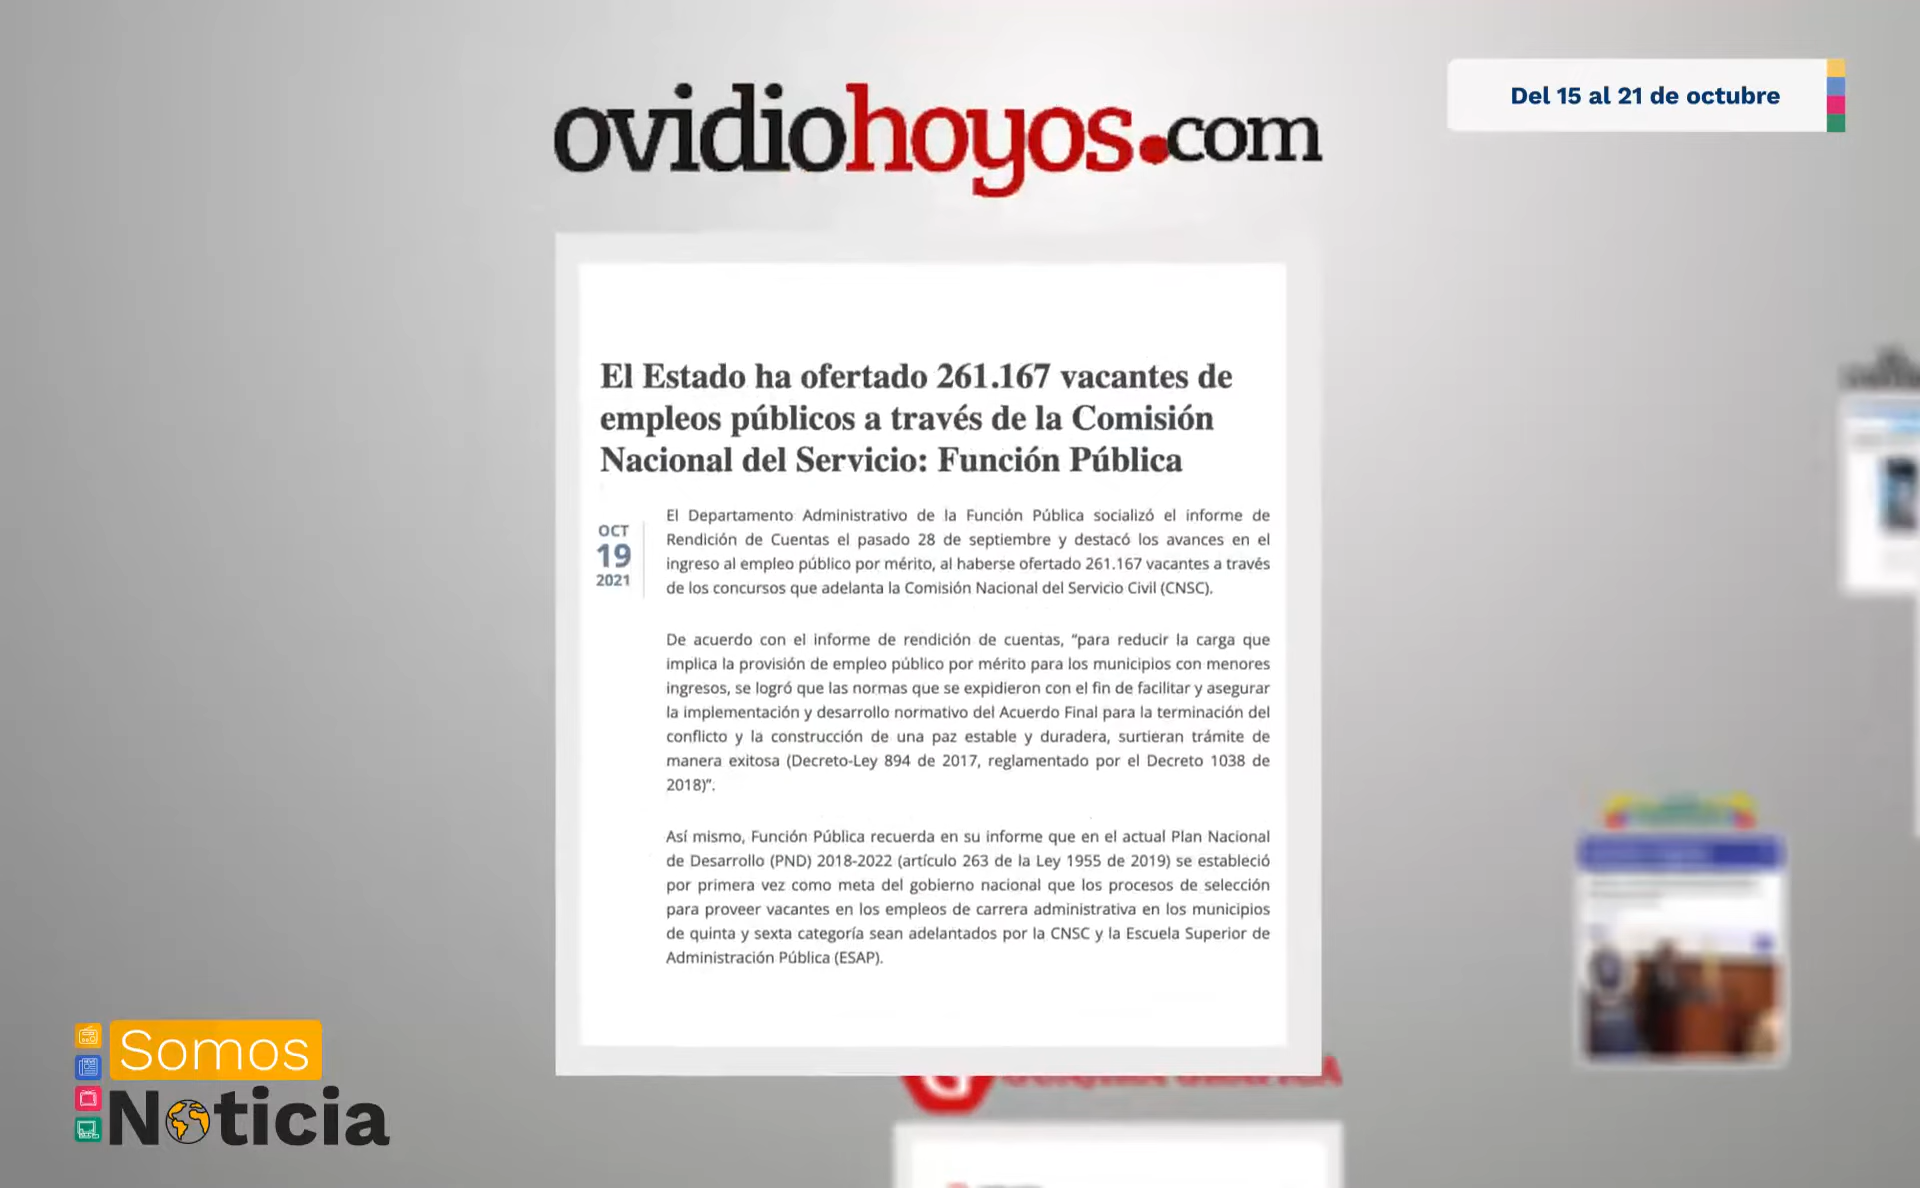 ovidiohoyos.com
Del 15 al 21 de octubre
El Estado ha ofertado 261.167 vacantes de
empleos públicos a través de la Comisión
Nacional del Servicio: Función Pública
OCT
19
2021
El Departamento Administrativo de la Función Pública socializó el informe de
Rendición de Cuentas el pasado 28 de septiembre y destacó los avances en el
ingreso al empleo público por mérito, al haberse ofertado 261.167 vacantes a través
de los concursos que adelanta la Comisión Nacional del Servicio Civil (CNSC).
De acuerdo con el informe de rendición de cuentas, “para reducir la carga que
implica la provisión de empleo público por mérito para los municipios con menores
ingresos, se logró que las normas que se expidieron con el fin de facilitar y asegurar
la implementación y desarrollo normativo del Acuerdo Final para la terminación del
conflicto y la construcción de una paz estable y duradera, surtieran trámite de
manera exitosa (Decreto-Ley 894 de 2017, reglamentado por el Decreto 1038 de
2018)”.
Así mismo, Función Pública recuerda en su informe que en el actual Plan Nacional
de Desarrollo (PND) 2018-2022 (artículo 263 de la Ley 1955 de 2019) se estableció
por primera vez como meta del gobierno nacional que los procesos de selección
para proveer vacantes en los empleos de carrera administrativa en los municipios
de quinta y sexta categoría sean adelantados por la CNSC y la Escuela Superior de
Administración Pública (ESAP).
Somos
Noticia